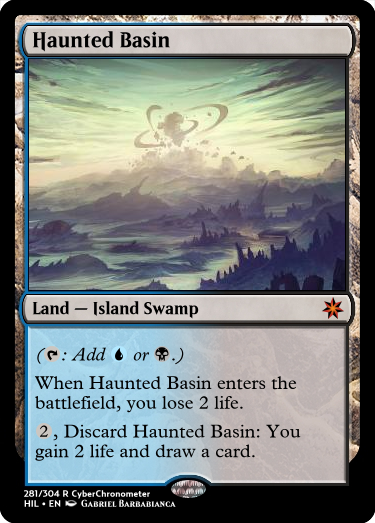 Haunted Basin
Land — Island Swamp
(: Add or .)
When Haunted Basin enters the
battlefield, you lose 2 life.
2, Discard Haunted Basin: You
gain 2 life and draw a card.
281/304 R CyberChronometer
HIL • EN Gabriel Barbabianca